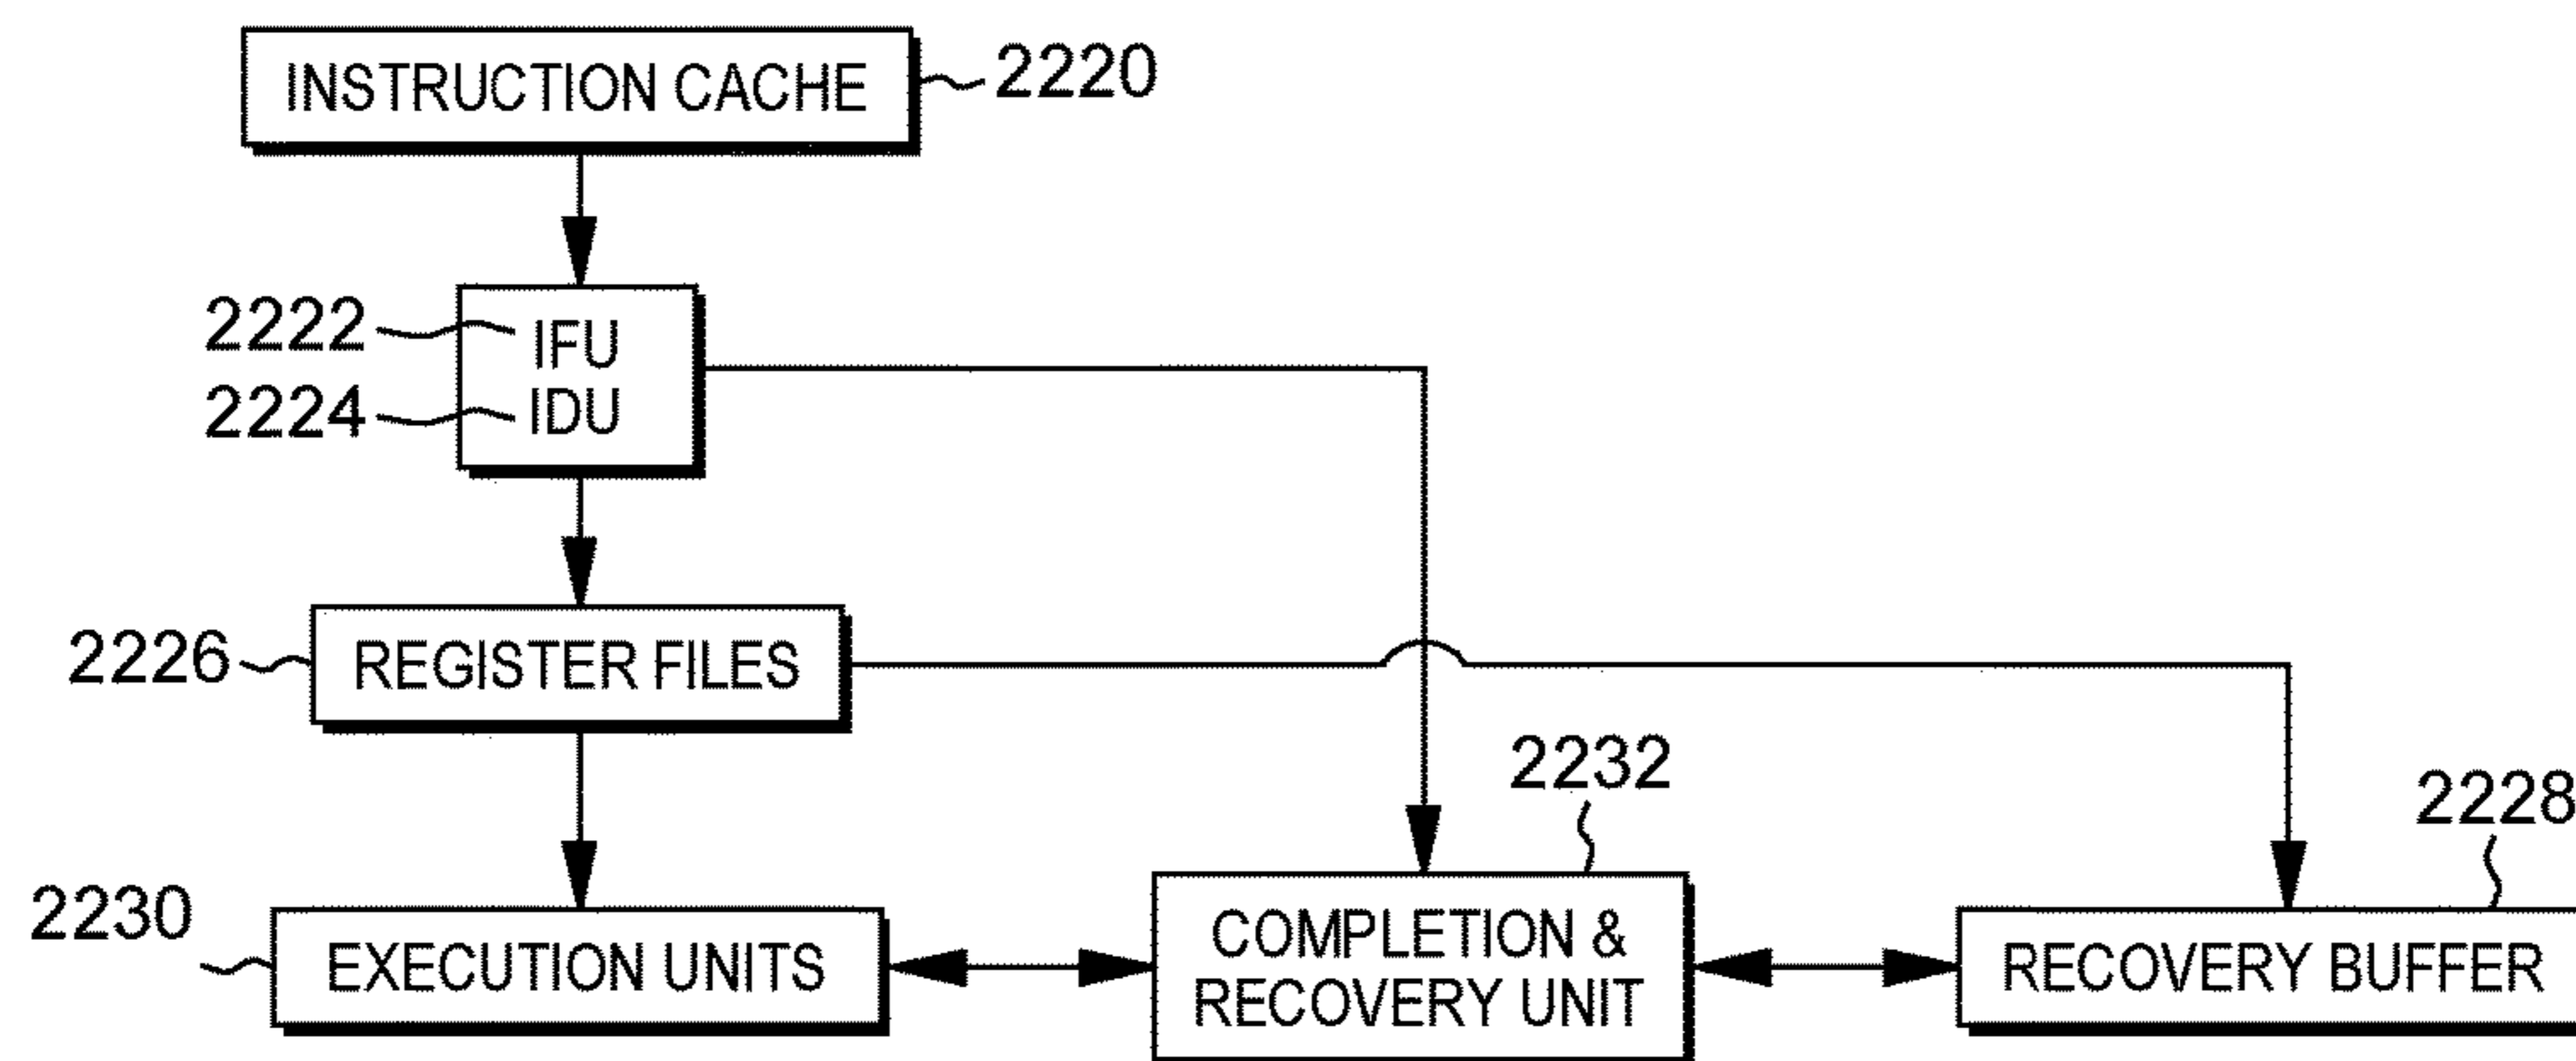 INSTRUCTION CACHE
2220
2222
IFU
2224
IDU
2226
REGISTER FILES
2232
2228
2230
EXECUTION UNITS
COMPLETION &
RECOVERY UNIT
RECOVERY BUFFER